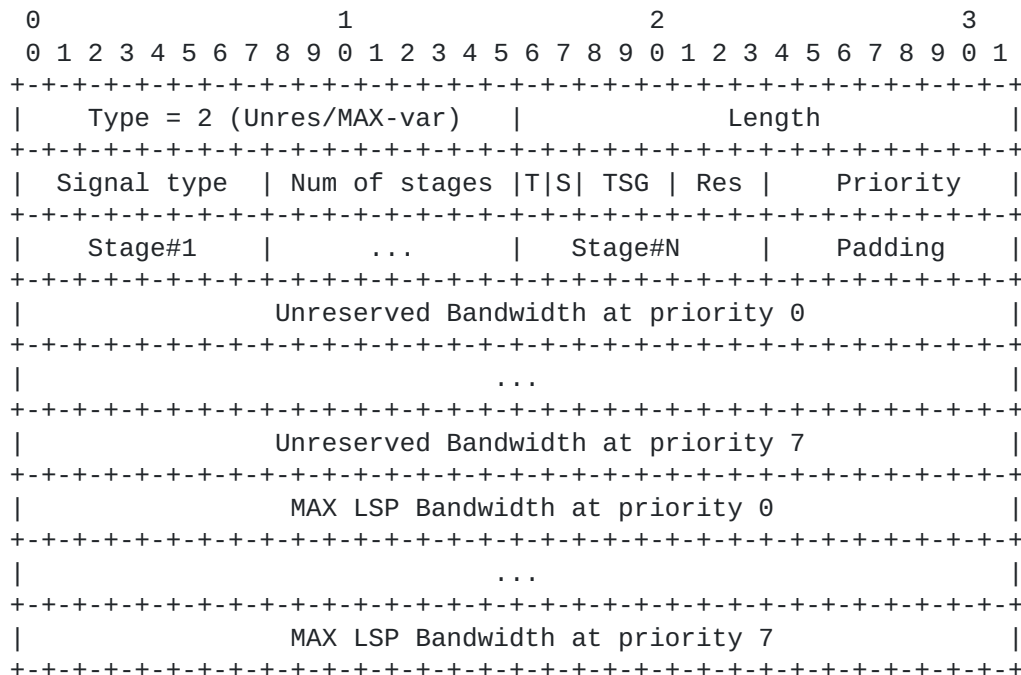 0                   1                   2                   3
 0 1 2 3 4 5 6 7 8 9 0 1 2 3 4 5 6 7 8 9 0 1 2 3 4 5 6 7 8 9 0 1
+-+-+-+-+-+-+-+-+-+-+-+-+-+-+-+-+-+-+-+-+-+-+-+-+-+-+-+-+-+-+-+-+
|    Type = 2 (Unres/MAX-var)   |             Length            |
+-+-+-+-+-+-+-+-+-+-+-+-+-+-+-+-+-+-+-+-+-+-+-+-+-+-+-+-+-+-+-+-+
|  Signal type  | Num of stages |T|S| TSG | Res |    Priority   |
+-+-+-+-+-+-+-+-+-+-+-+-+-+-+-+-+-+-+-+-+-+-+-+-+-+-+-+-+-+-+-+-+
|    Stage#1    |      ...      |   Stage#N     |    Padding    |
+-+-+-+-+-+-+-+-+-+-+-+-+-+-+-+-+-+-+-+-+-+-+-+-+-+-+-+-+-+-+-+-+
|                Unreserved Bandwidth at priority 0             |
+-+-+-+-+-+-+-+-+-+-+-+-+-+-+-+-+-+-+-+-+-+-+-+-+-+-+-+-+-+-+-+-+
|                              ...                              |
+-+-+-+-+-+-+-+-+-+-+-+-+-+-+-+-+-+-+-+-+-+-+-+-+-+-+-+-+-+-+-+-+
|                Unreserved Bandwidth at priority 7             |
+-+-+-+-+-+-+-+-+-+-+-+-+-+-+-+-+-+-+-+-+-+-+-+-+-+-+-+-+-+-+-+-+
|                 MAX LSP Bandwidth at priority 0               |
+-+-+-+-+-+-+-+-+-+-+-+-+-+-+-+-+-+-+-+-+-+-+-+-+-+-+-+-+-+-+-+-+
|                              ...                              |
+-+-+-+-+-+-+-+-+-+-+-+-+-+-+-+-+-+-+-+-+-+-+-+-+-+-+-+-+-+-+-+-+
|                 MAX LSP Bandwidth at priority 7               |
+-+-+-+-+-+-+-+-+-+-+-+-+-+-+-+-+-+-+-+-+-+-+-+-+-+-+-+-+-+-+-+-+